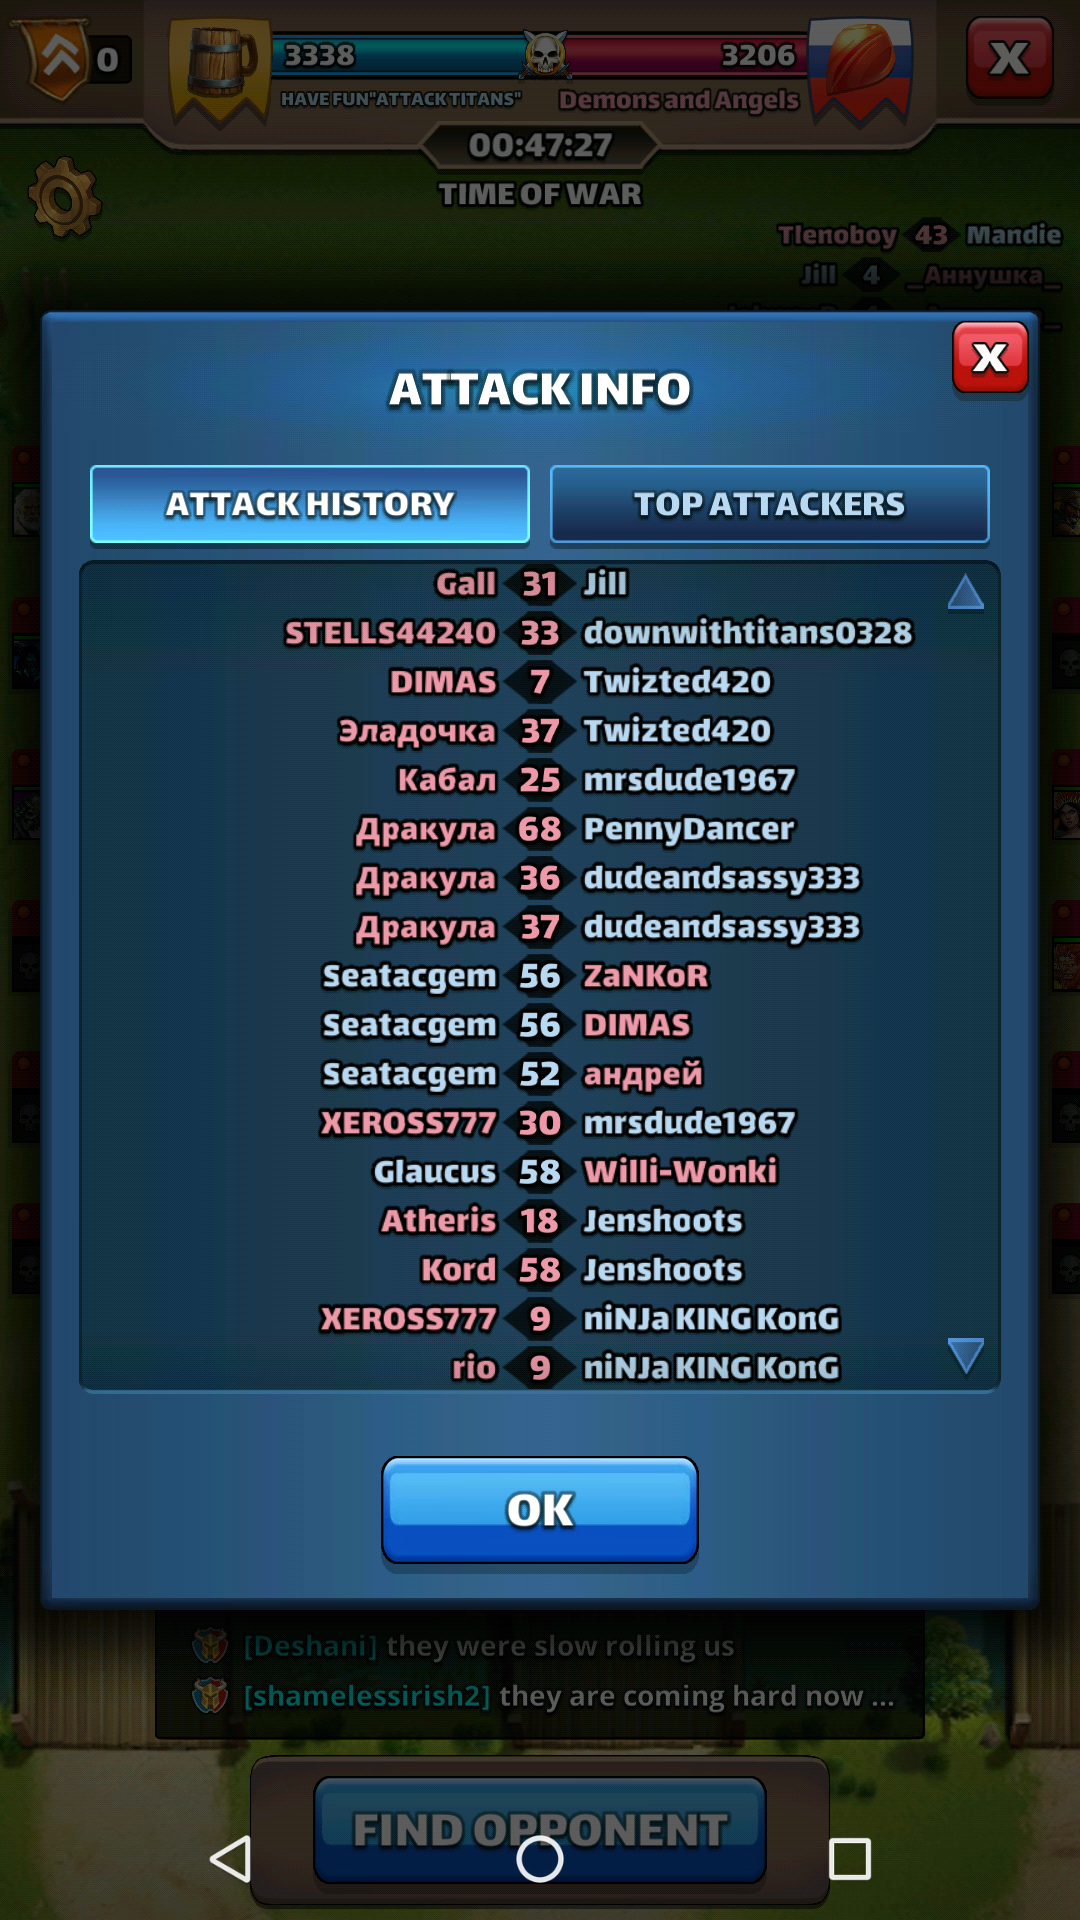 0
3338 3206
HAVE FUN"ATTACK TITANS" Demons and Angels
X
00:47:27
TIME OF WAR
Tlenoboy 43 Mandie
Jill 4 _Аннушка_
ATTACK INFO
X
ATTACK HISTORY TOP ATTACKERS
Gall 31 Jill
STELLS44240 33 downwithtitans0328
DIMAS 7 Twizted420
Эладочка 37 Twizted420
Кабал 25 mrsdude1967
Дракула 68 PennyDancer
Дракула 36 dudeandsassy333
Дракула 37 dudeandsassy333
Seatacgem 56 ZaNKoR
Seatacgem 56 DIMAS
Seatacgem 52 андрей
XEROSS777 30 mrsdude1967
Glaucus 58 Willi-Wonki
Atheris 18 Jenshoots
Kord 58 Jenshoots
XEROSS777 9 niNJa KING KonG
rio 9 niNJa KING KonG
OK
[Deshani] they were slow rolling us
[shamelessirish2] they are coming hard now ...
FIND OPPONENT